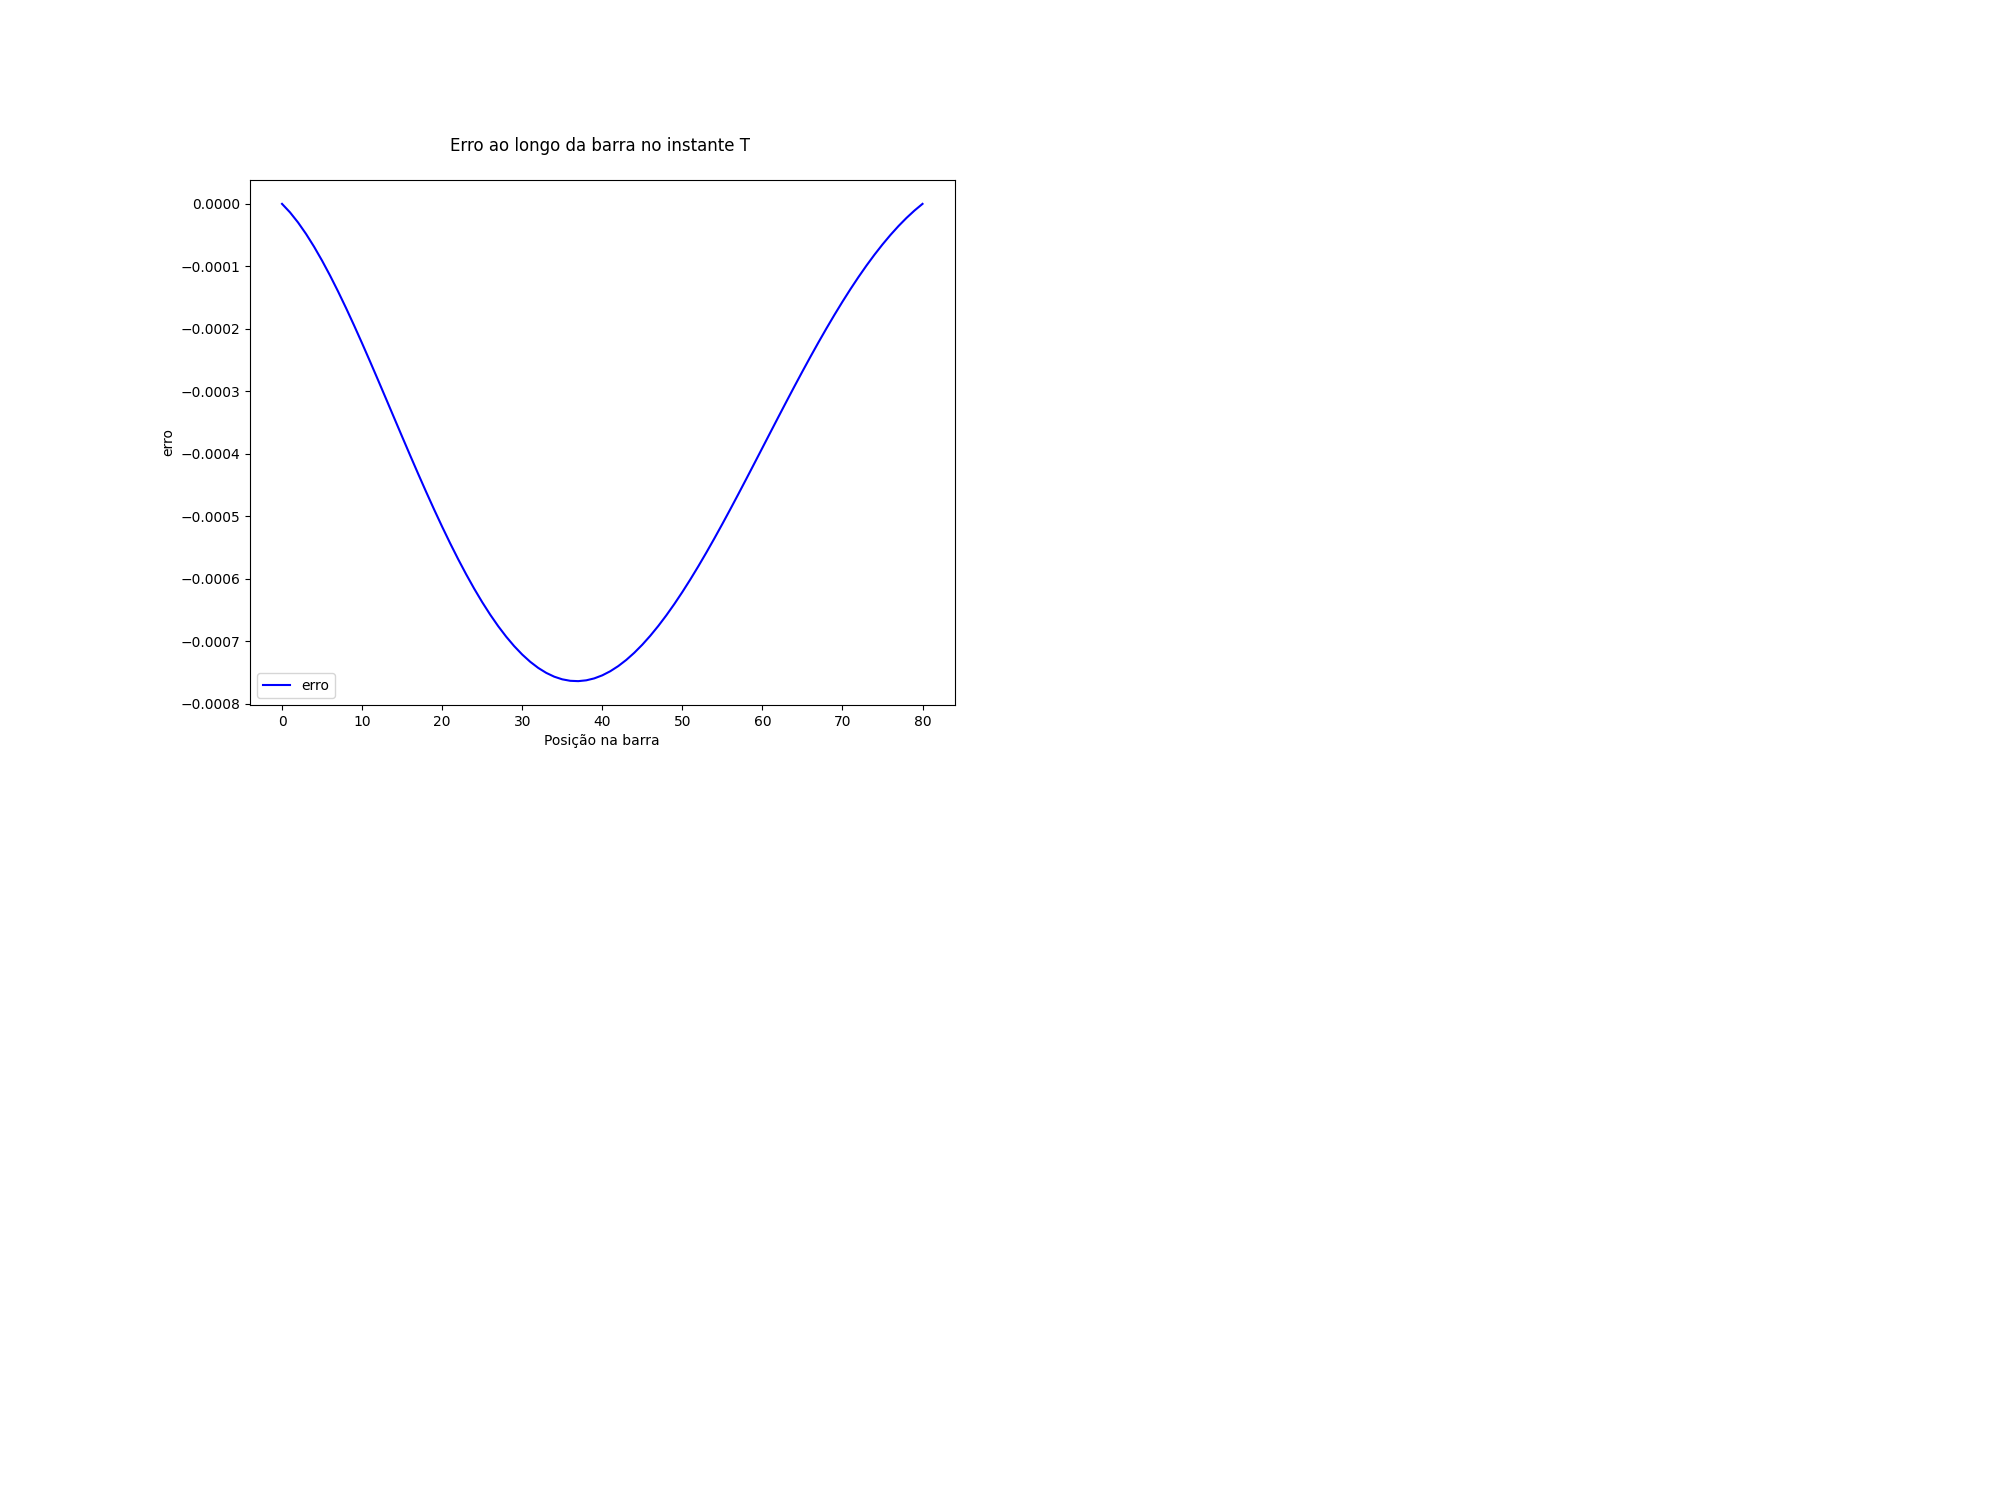 Erro ao longo da barra no instante T
0.0000
−0.0001
−0.0002
−0.0003
−0.0004
−0.0005
−0.0006
−0.0007
−0.0008
erro
erro
0 10 20 30 40 50 60 70 80
Posição na barra